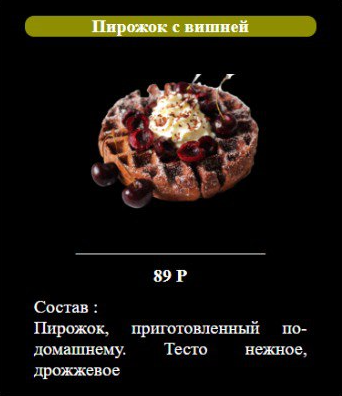 Пирожок с вишней
89 Р
Состав :
Пирожок, приготовленный по-
домашнему. Тесто нежное,
дрожжевое